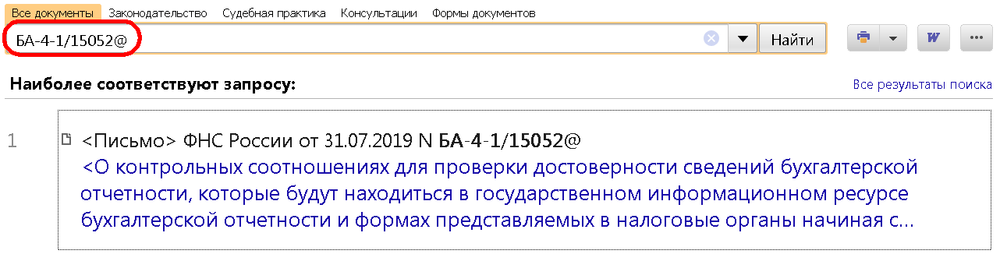 Все документы Законодательство Судебная практика Консультации Формы документов
БА-4-1/15052@ Найти W
Наиболее соответствуют запросу: Все результаты поиска
1 <Письмо> ФНС России от 31.07.2019 N БА-4-1/15052@
<О контрольных соотношениях для проверки достоверности сведений бухгалтерской
отчетности, которые будут находиться в государственном информационном ресурсе
бухгалтерской отчетности и формах представляемых в налоговые органы начиная с...